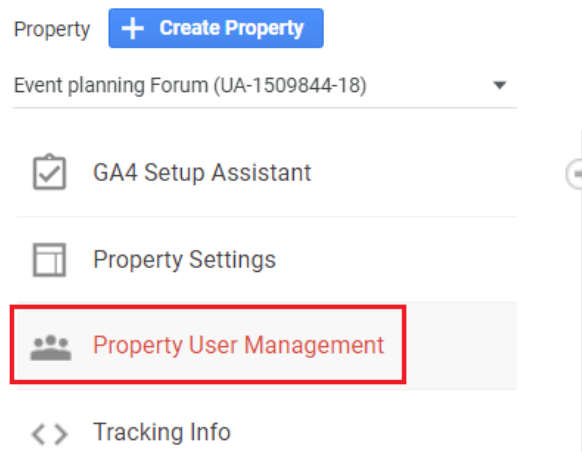 Property + Create Property
Event planning Forum (UA-1509844-18)
GA4 Setup Assistant
Property Settings
Property User Management
Tracking Info